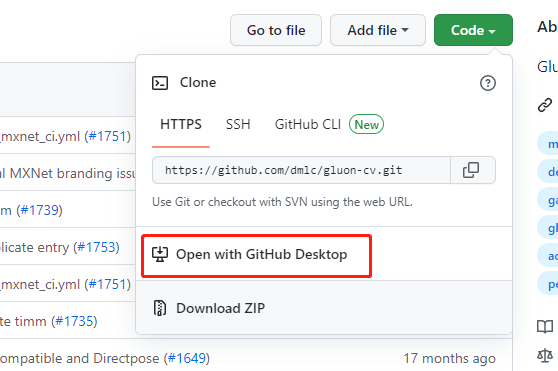 Go to file
Add file
Code
Ab
Clone
Glu
HTTPS
SSH
GitHub CLI
New
mxnet_ci.yml (#1751)
al MXNet branding issu
https://github.com/dmlc/gluon-cv.git
m (#1739)
Use Git or checkout with SVN using the web URL.
plicate entry (#1753)
Open with GitHub Desktop
_mxnet_ci.yml (#1751)
Download ZIP
te timm (#1735)
ompatible and Directpose (#1649)
17 months ago
m
de
ga
gl
ac
pe